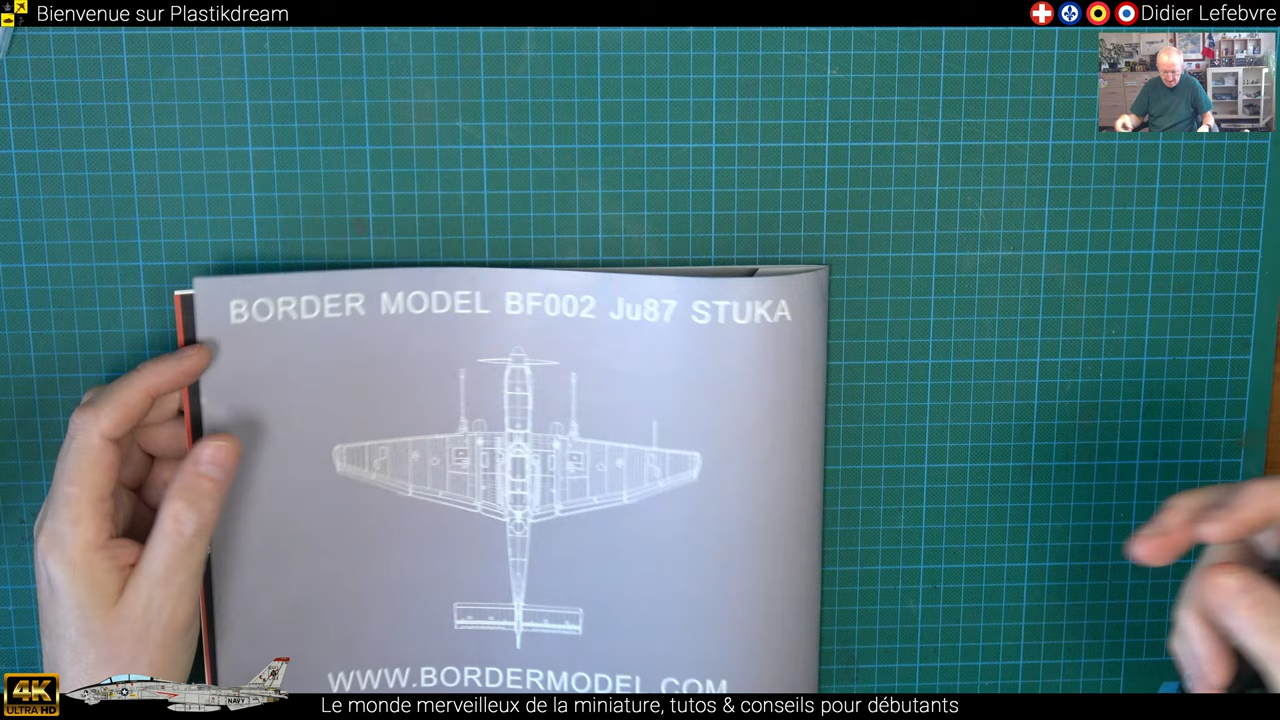 Bienvenue sur Plastikdream
Didier Lefebvre
BORDER MODEL BF002 Ju87 STUKA
WWW.BORDERMODEL.COM
4K
ULTRA HD
NAVY
Le monde merveilleux de la miniature, tutos & conseils pour débutants